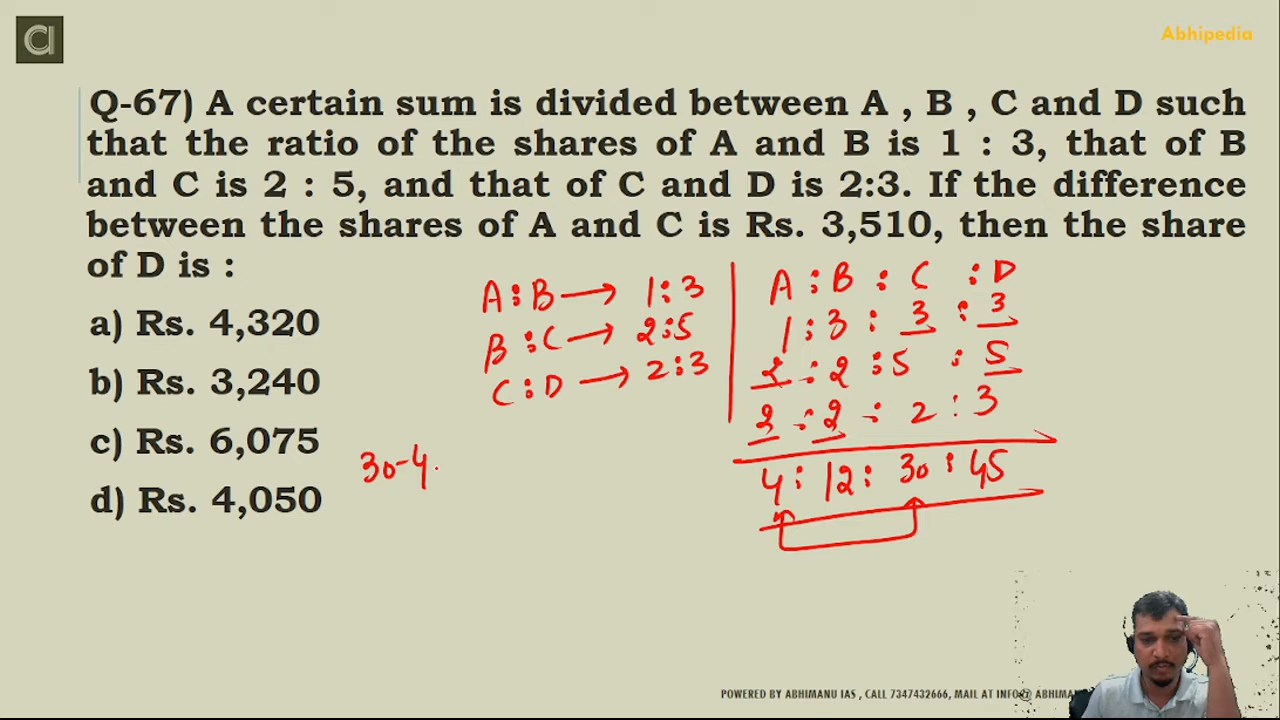 CI
Abhipedia
Q-67) A certain sum is divided between A , B , C and D such
that the ratio of the shares of A and B is 1 : 3, that of B
and C is 2 : 5, and that of C and D is 2:3. If the difference
between the shares of A and C is Rs. 3,510, then the share
of D is :
a) Rs. 4,320
b) Rs. 3,240
c) Rs. 6,075
d) Rs. 4,050
A:B → 1:3
B:C → 2:5
C:D → 2:3
30-4.
A : B : C : D
1 : 3 : 3 : 3
2 : 2 : 5 : 5
2 : 2 : 2 : 3
4 : 12 : 30 : 45
POWERED BY ABHIMANU IAS , CALL 7347432666, MAIL AT INFO@ ABHIMA